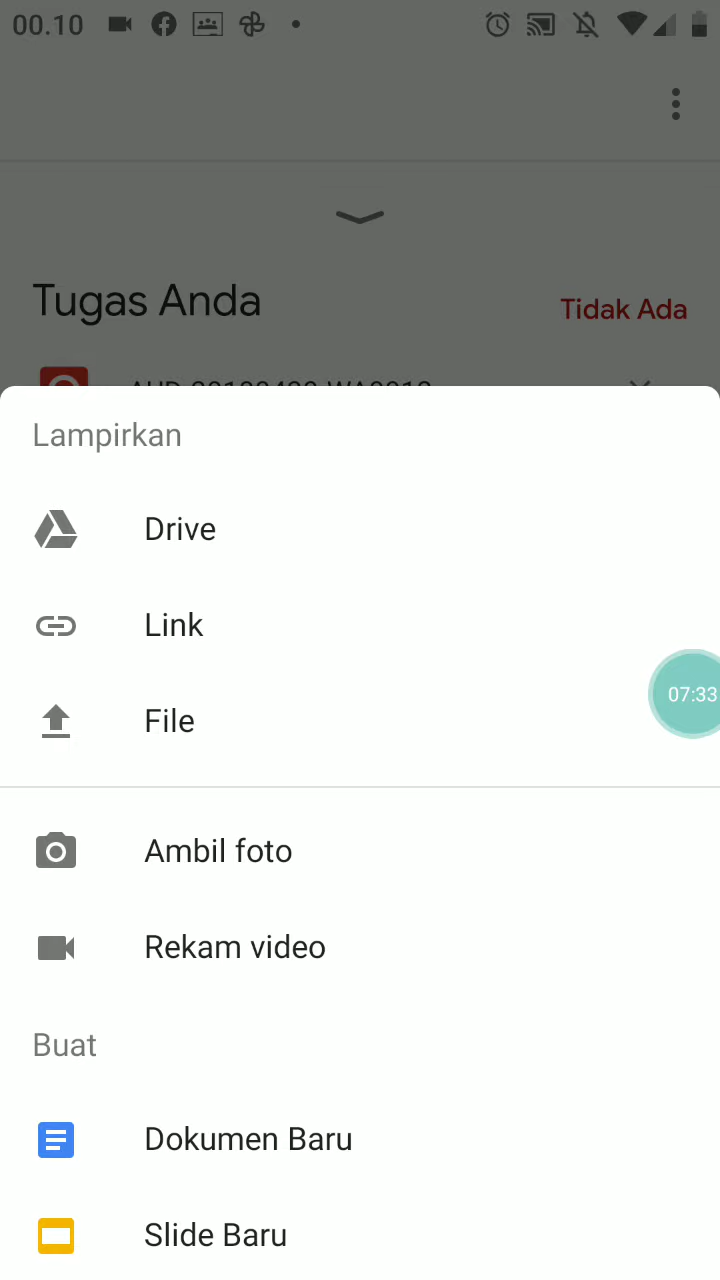 00.10
Tugas Anda
Tidak Ada
Lampirkan
Drive
Link
File
07:33
Ambil foto
Rekam video
Buat
Dokumen Baru
Slide Baru